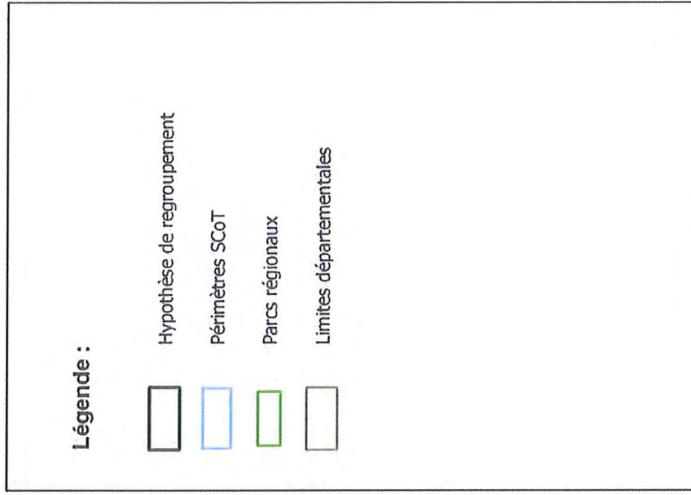 Légende :
Hypothèse de regroupement
Périmètres SCoT
Parcs régionaux
Limites départementales